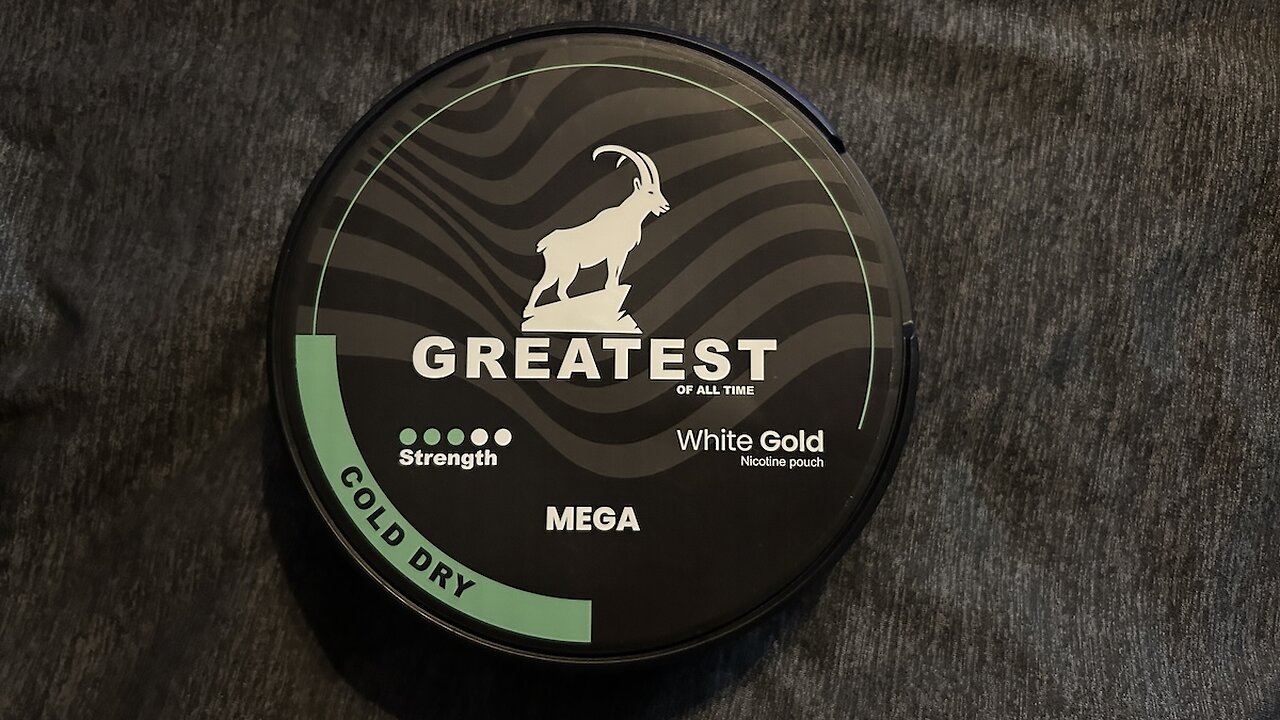 GREATEST
OF ALL TIME
Strength
White Gold
Nicotine pouch
MEGA
COLD DRY